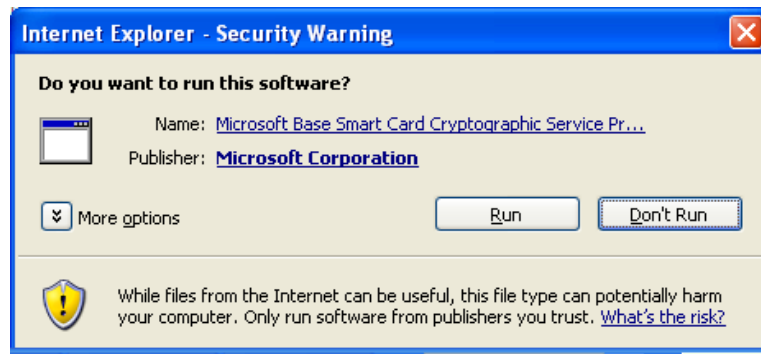 Internet Explorer - Security Warning
Do you want to run this software?
Name: Microsoft Base Smart Card Cryptographic Service Pr...
Publisher: Microsoft Corporation
More options
Run
Don't Run
While files from the Internet can be useful, this file type can potentially harm
your computer. Only run software from publishers you trust. What's the risk?